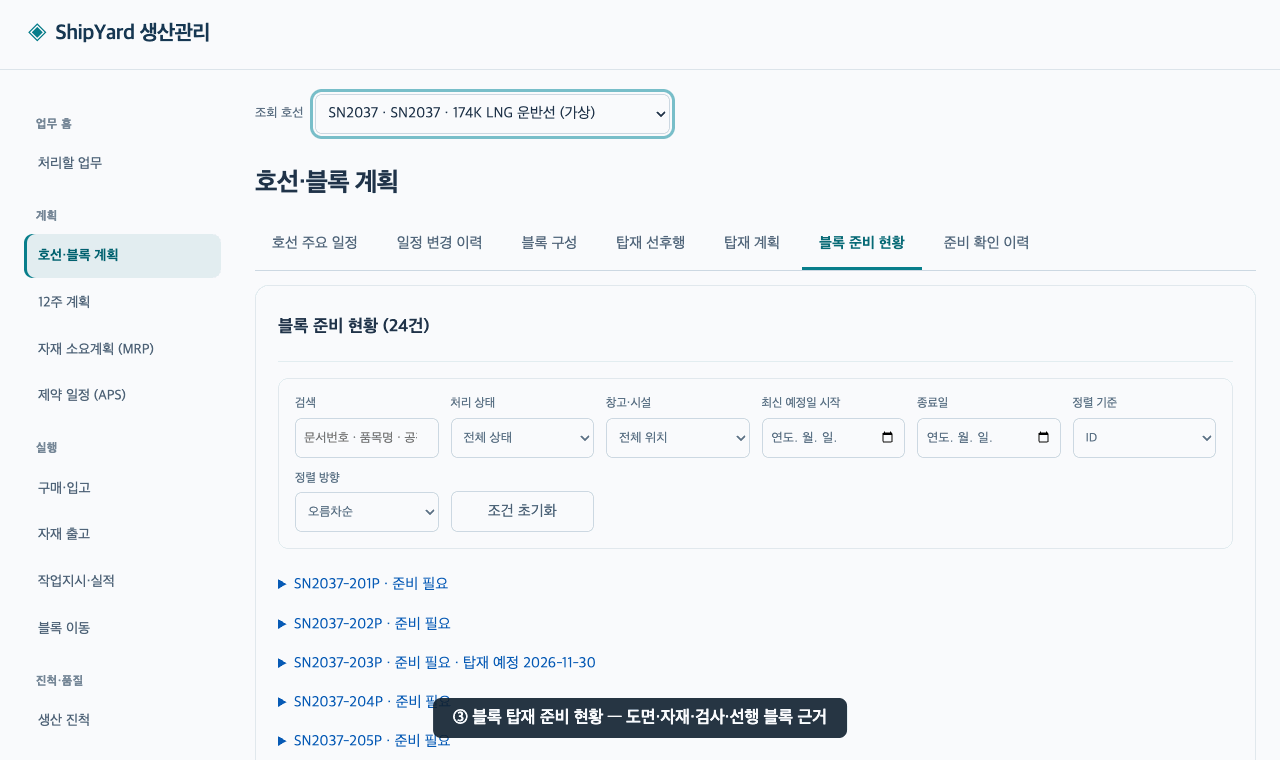 ShipYard 생산관리
조회 호선
SN2037 · SN2037 · 174K LNG 운반선 (가상)
업무 홈
처리할 업무
계획
호선·블록 계획
12주 계획
자재 소요계획 (MRP)
제약 일정 (APS)
실행
구매·입고
자재 출고
작업지시·실적
블록 이동
진척·품질
생산 진척
호선·블록 계획
호선 주요 일정
일정 변경 이력
블록 구성
탑재 선후행
탑재 계획
블록 준비 현황
준비 확인 이력
블록 준비 현황 (24건)
검색
처리 상태
창고·시설
최신 예정일 시작
종료일
정렬 기준
문서번호 · 품목명 · 공
전체 상태
전체 위치
연도. 월. 일.
연도. 월. 일.
ID
정렬 방향
오름차순
조건 초기화
SN2037-201P · 준비 필요
SN2037-202P · 준비 필요
SN2037-203P · 준비 필요 · 탑재 예정 2026-11-30
SN2037-204P · 준비 필요
③ 블록 탑재 준비 현황 — 도면·자재·검사·선행 블록 근거
SN2037-205P · 준비 필요